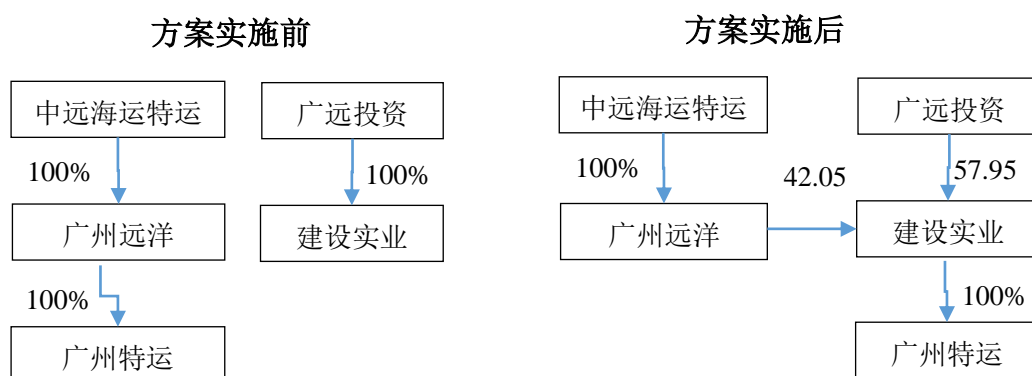 方案实施前
中远海运特运
广远投资
100%
100%
广州远洋
建设实业
100%
广州特运
方案实施后
中远海运特运
广远投资
100%
42.05
57.95
广州远洋
建设实业
100%
广州特运